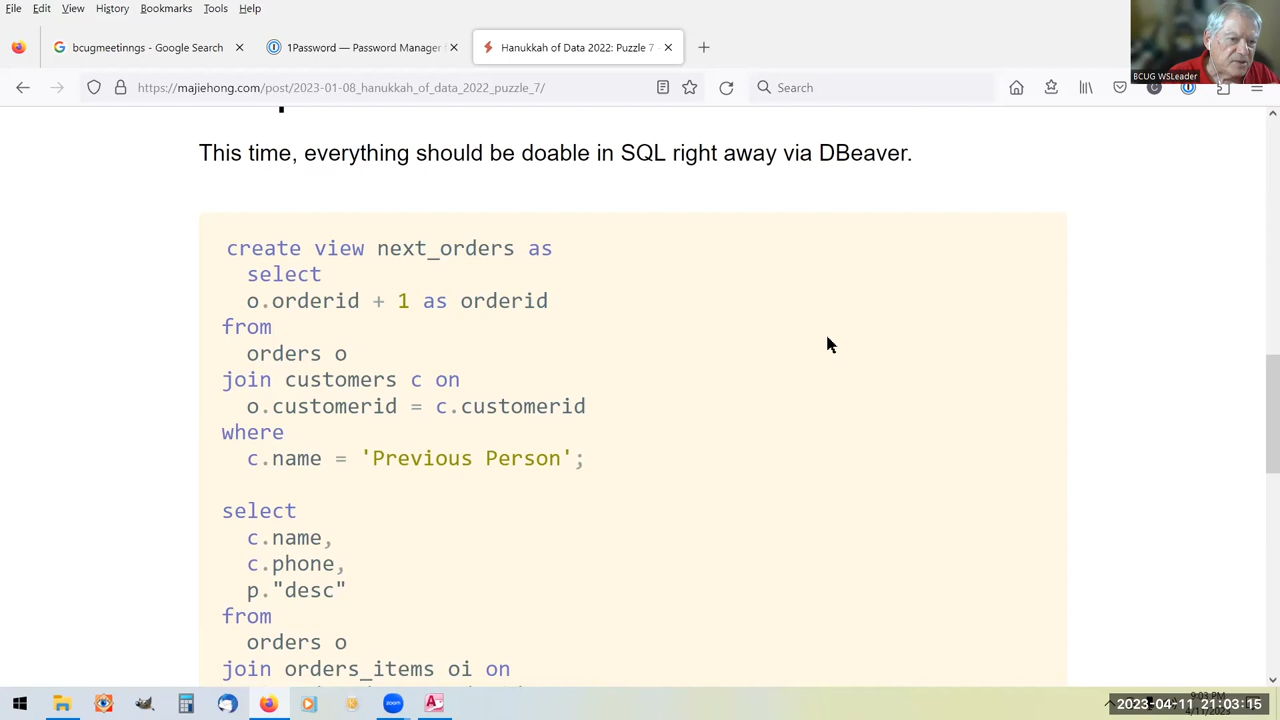 File Edit View History Bookmarks Tools Help
bcugmeetinngs - Google Search
1Password — Password Manager
Hanukkah of Data 2022: Puzzle 7
https://majiehong.com/post/2023-01-08_hanukkah_of_data_2022_puzzle_7/
Search
BCUG WSLeader
This time, everything should be doable in SQL right away via DBeaver.
create view next_orders as
select
o.orderid + 1 as orderid
from
orders o
join customers c on
o.customerid = c.customerid
where
c.name = 'Previous Person';
select
c.name,
c.phone,
p."desc"
from
orders o
join orders_items oi on
9:03 PM
2023-04-11, 21:03:15